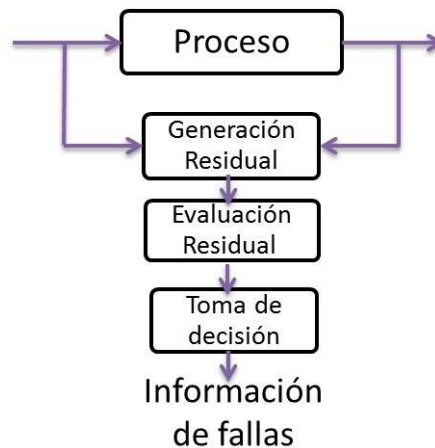 Proceso
Generación
Residual
Evaluación
Residual
Toma de
decisión
Información
de fallas